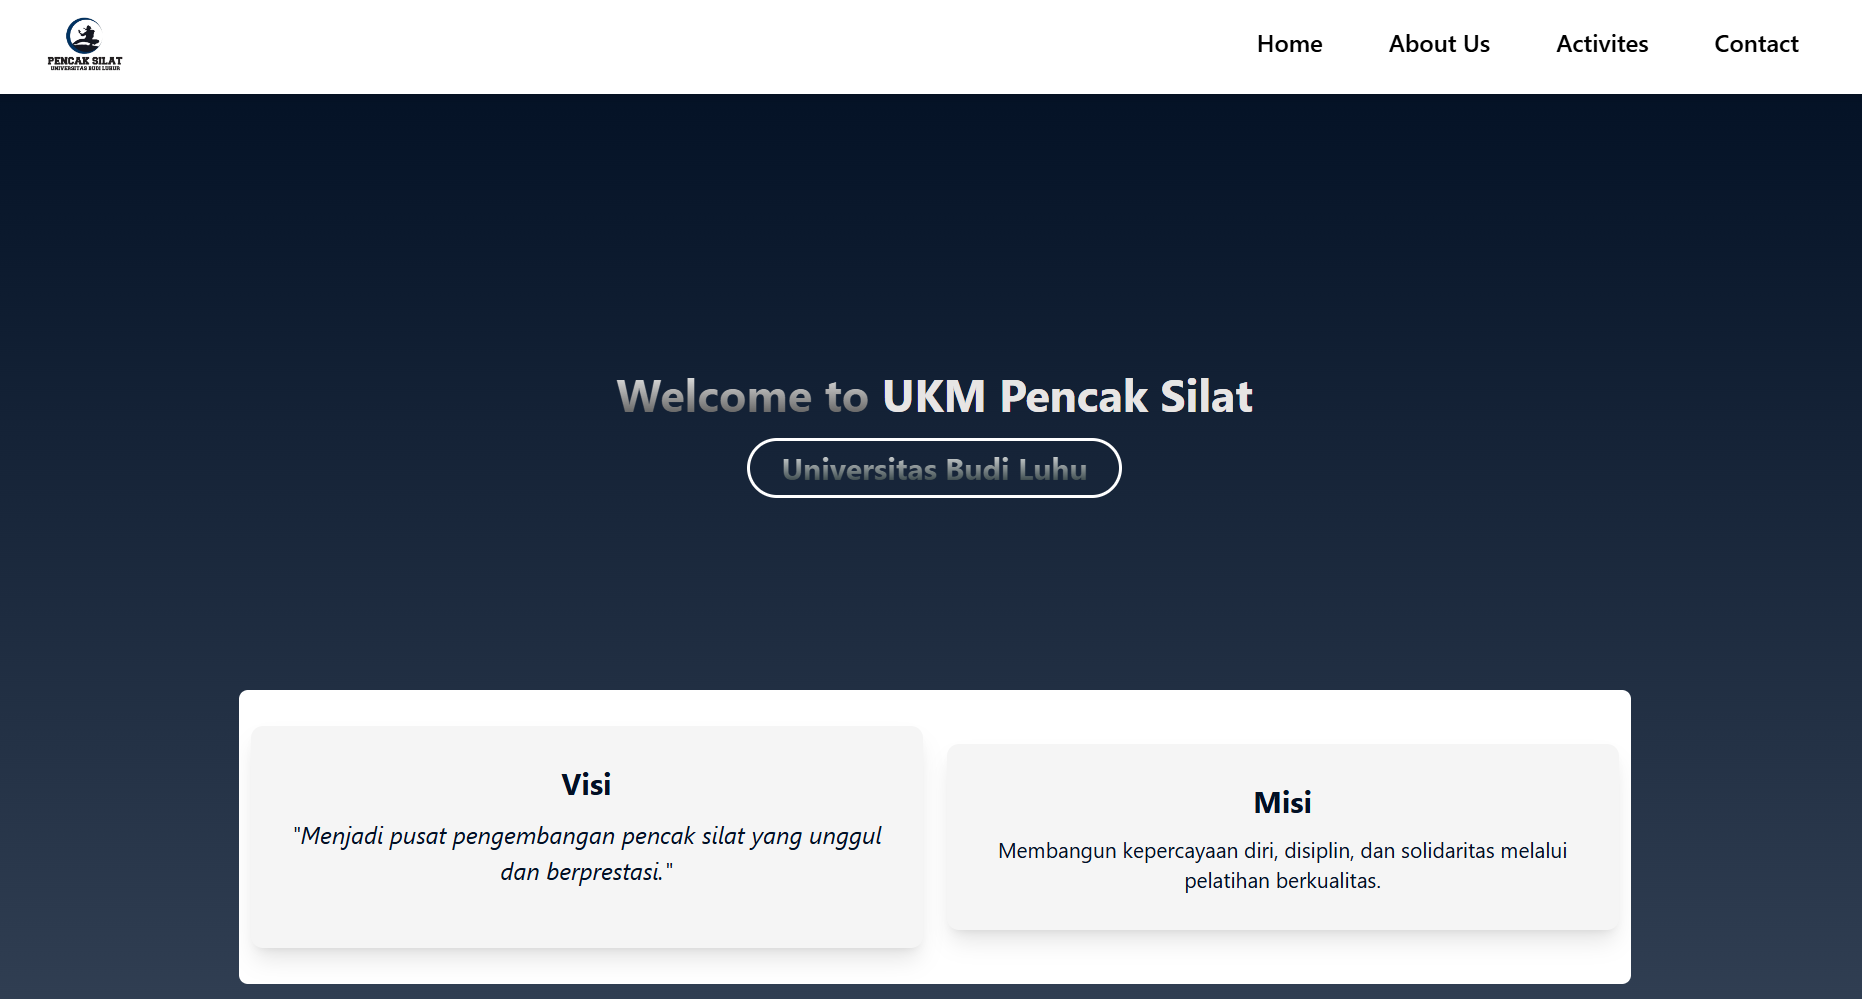 PENCAK SILAT
UNIVERSITAS BUDI LUHUR
Home About Us Activites Contact
Welcome to UKM Pencak Silat
Universitas Budi Luhu
Visi
"Menjadi pusat pengembangan pencak silat yang unggul
dan berprestasi."
Misi
Membangun kepercayaan diri, disiplin, dan solidaritas melalui
pelatihan berkualitas.